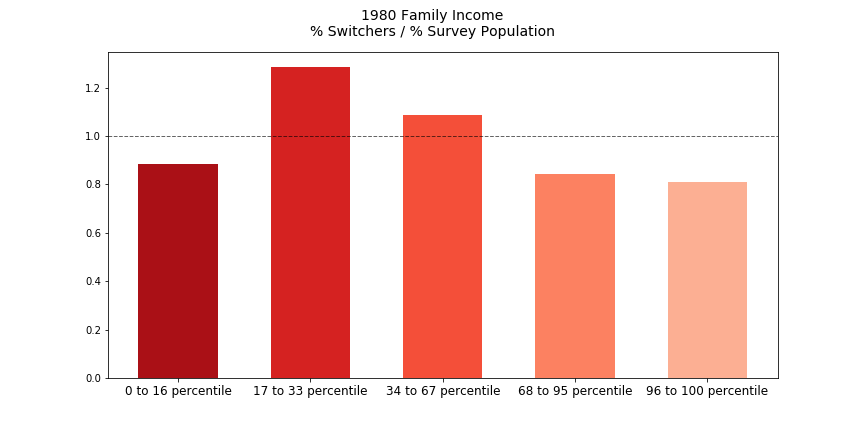 1980 Family Income
% Switchers / % Survey Population
1.2
1.0
0.8
0.6
0.4
0.2
0.0
0 to 16 percentile
17 to 33 percentile
34 to 67 percentile
68 to 95 percentile
96 to 100 percentile